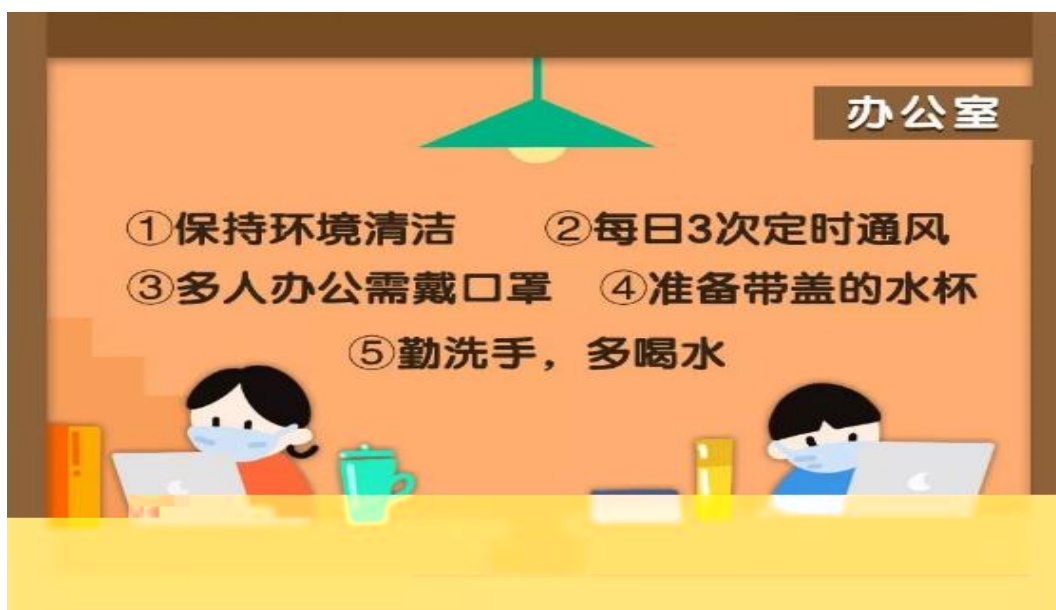 办公室
①保持环境清洁 ②每日3次定时通风
③多人办公需戴口罩 ④准备带盖的水杯
⑤勤洗手，多喝水